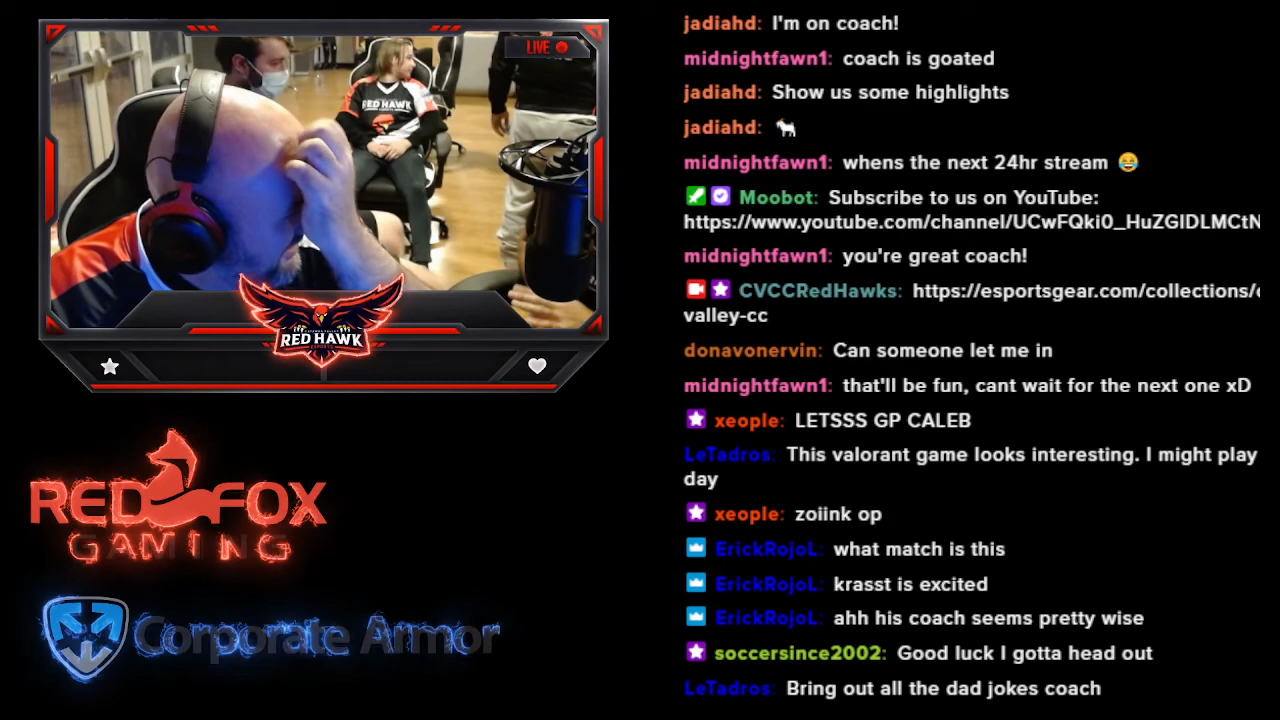 LIVE
RED HAWK
RED HAWK
RED FOX
GAMING
Corporate Armor
jadiahd: I'm on coach!
midnightfawn1: coach is goated
jadiahd: Show us some highlights
jadiahd:
midnightfawn1: whens the next 24hr stream 😂
Moobot: Subscribe to us on YouTube:
https://www.youtube.com/channel/UCwFQki0_HuZGIDLMCtN
midnightfawn1: you're great coach!
CVCCRedHawks: https://esportsgear.com/collections/
valley-cc
donavonervin: Can someone let me in
midnightfawn1: that'll be fun, cant wait for the next one xD
xeople: LETSSS GP CALEB
LeTadros: This valorant game looks interesting. I might play
day
xeople: zoiink op
ErickRojoL: what match is this
ErickRojoL: krasst is excited
ErickRojoL: ahh his coach seems pretty wise
soccersince2002: Good luck I gotta head out
LeTadros: Bring out all the dad jokes coach